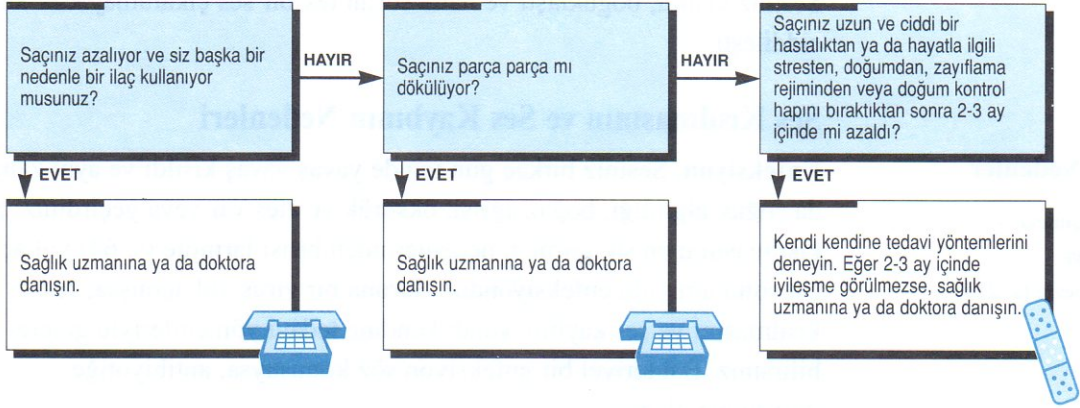 Saçınız azalıyor ve siz başka bir
nedenle bir ilaç kullanıyor
musunuz?
HAYIR
Saçınız parça parça mı
dökülüyor?
HAYIR
Saçınız uzun ve ciddi bir
hastalıktan ya da hayatla ilgili
stresten, doğumdan, zayıflama
rejiminden veya doğum kontrol
hapını bıraktıktan sonra 2-3 ay
içinde mi azaldı?
EVET
EVET
EVET
Sağlık uzmanına ya da doktora
danışın.
Sağlık uzmanına ya da doktora
danışın.
Kendi kendine tedavi yöntemlerini
deneyin. Eğer 2-3 ay içinde
iyileşme görülmezse, sağlık
uzmanına ya da doktora danışın.